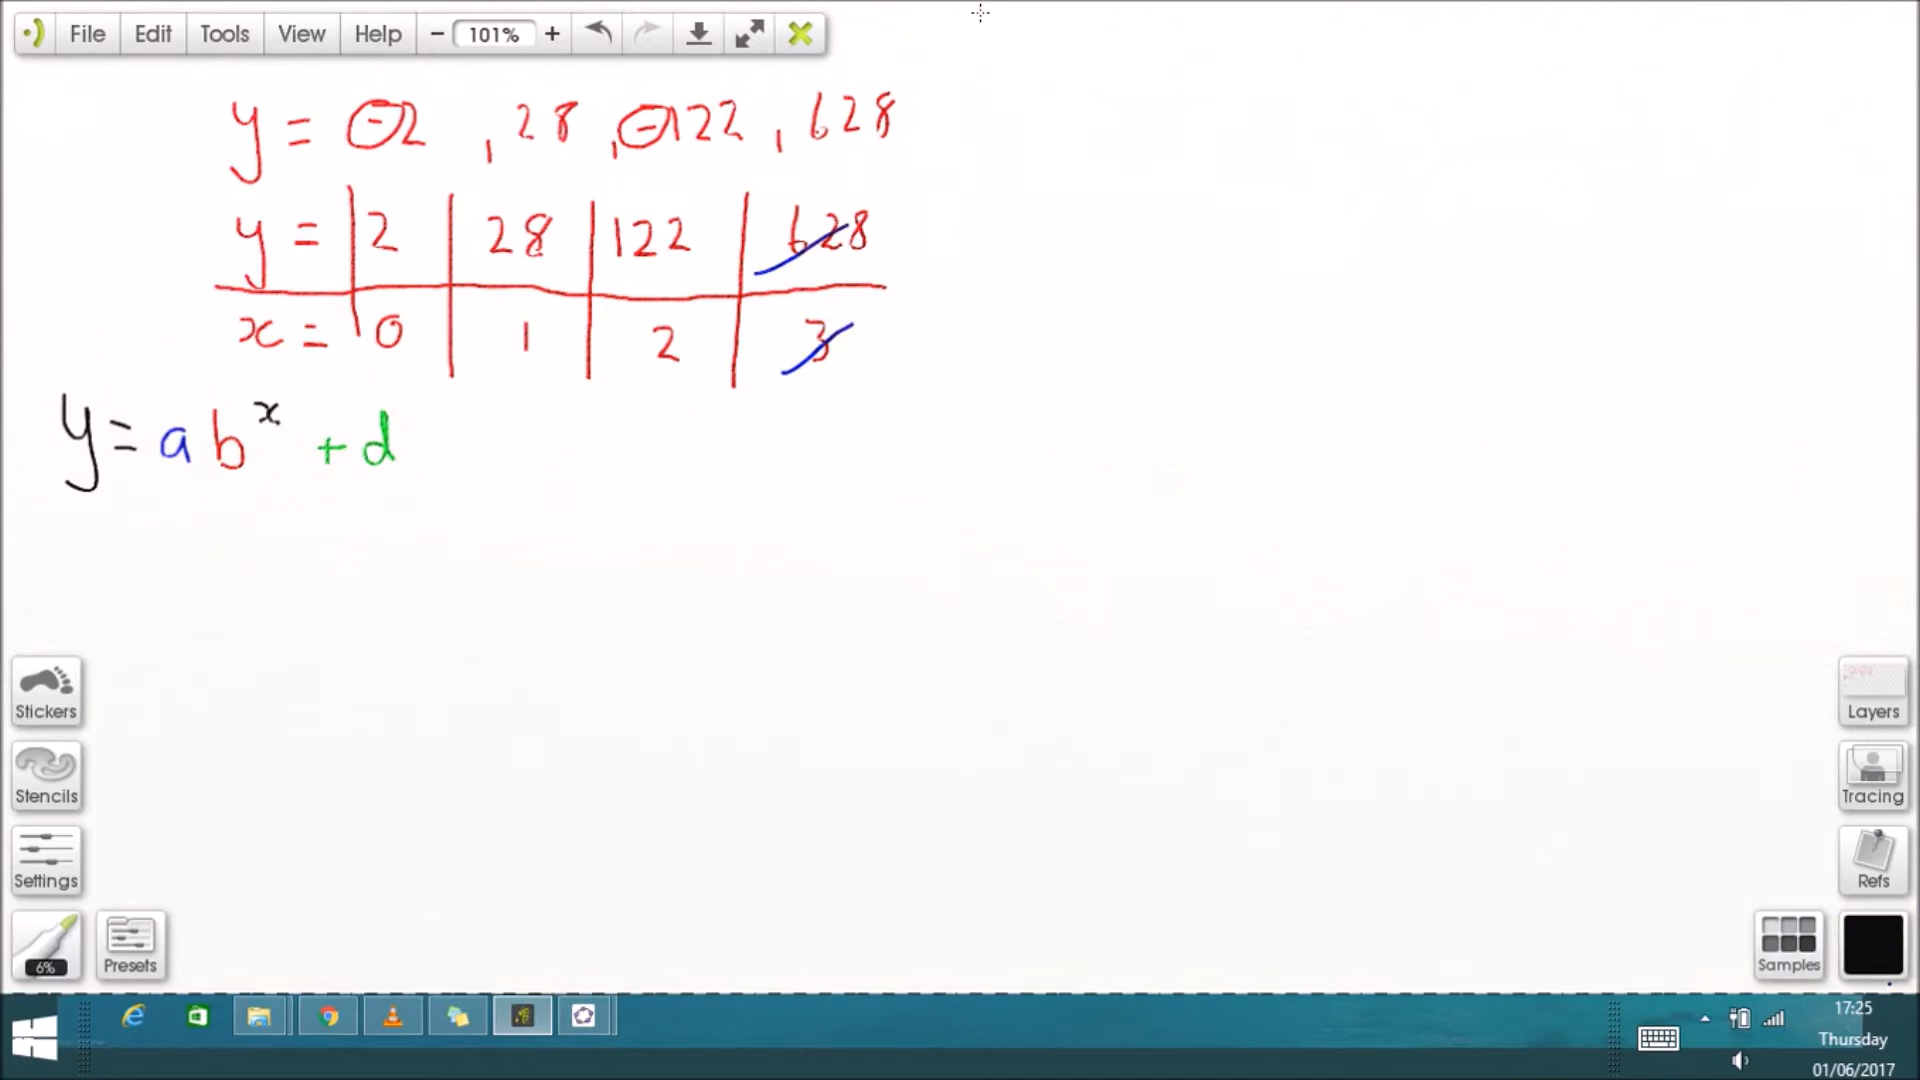 File Edit Tools View Help − 101% +
y = -2 , 28 , -122 , 628
y = 2 28 122 628
x = 0 1 2 3
y = a b^x + d
Stickers
Layers
Stencils
Tracing
Settings
Refs
6%
Presets
Samples
17:25
Thursday
01/06/2017